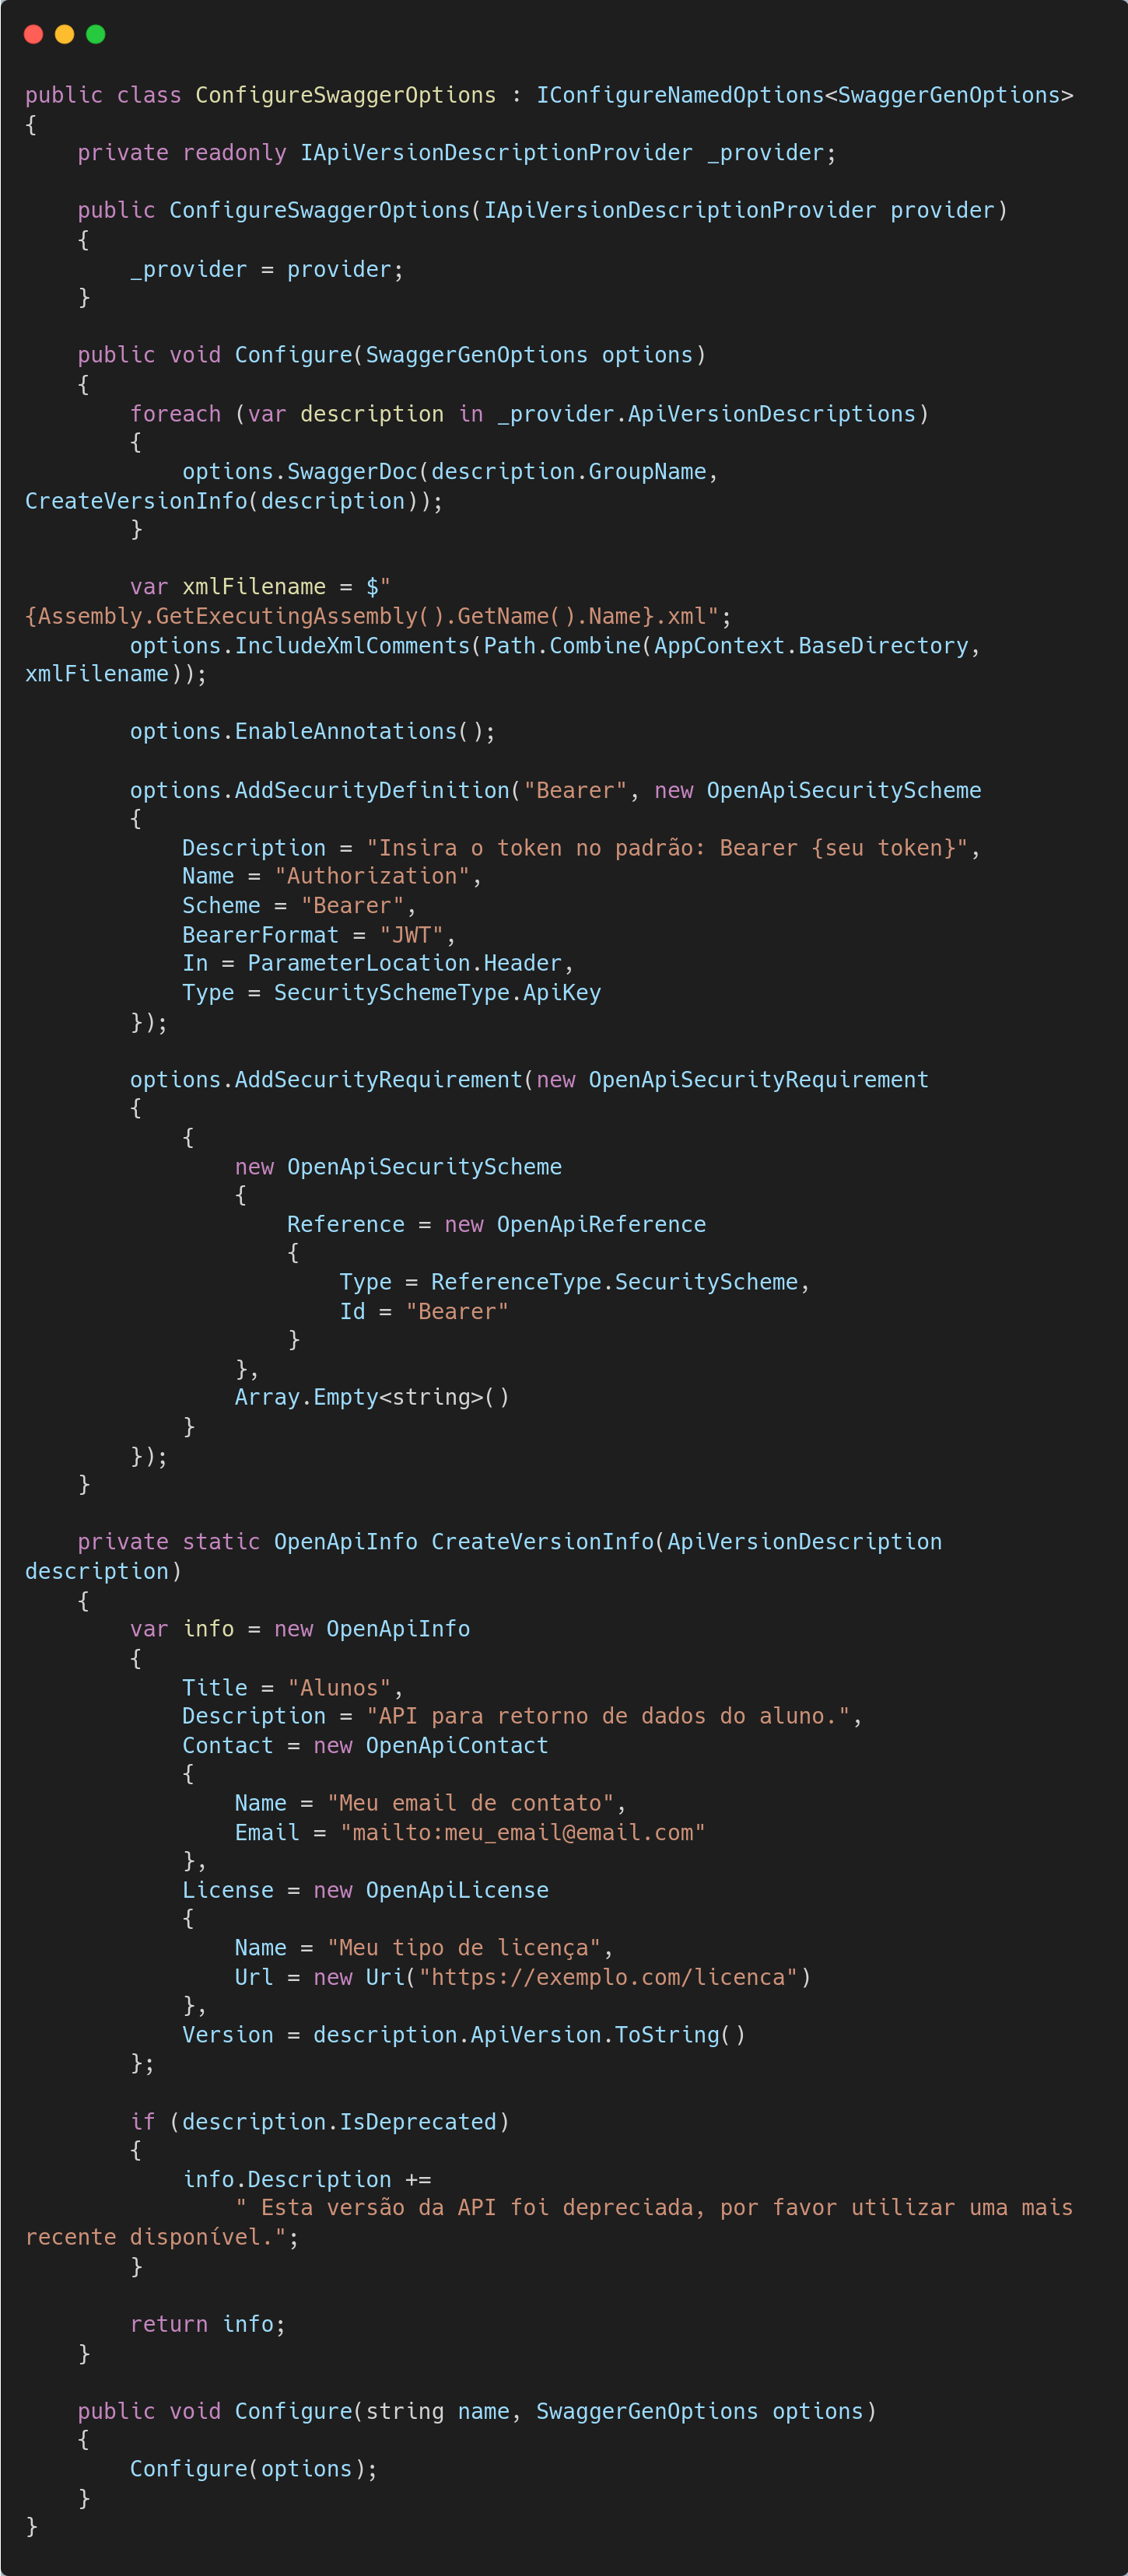 public class ConfigureSwaggerOptions : IConfigureNamedOptions<SwaggerGenOptions>
{
    private readonly IApiVersionDescriptionProvider _provider;

    public ConfigureSwaggerOptions(IApiVersionDescriptionProvider provider)
    {
        _provider = provider;
    }

    public void Configure(SwaggerGenOptions options)
    {
        foreach (var description in _provider.ApiVersionDescriptions)
        {
            options.SwaggerDoc(description.GroupName,
CreateVersionInfo(description));
        }

        var xmlFilename = $"
{Assembly.GetExecutingAssembly().GetName().Name}.xml";
        options.IncludeXmlComments(Path.Combine(AppContext.BaseDirectory,
xmlFilename));

        options.EnableAnnotations();

        options.AddSecurityDefinition("Bearer", new OpenApiSecurityScheme
        {
            Description = "Insira o token no padrão: Bearer {seu token}",
            Name = "Authorization",
            Scheme = "Bearer",
            BearerFormat = "JWT",
            In = ParameterLocation.Header,
            Type = SecuritySchemeType.ApiKey
        });

        options.AddSecurityRequirement(new OpenApiSecurityRequirement
        {
            {
                new OpenApiSecurityScheme
                {
                    Reference = new OpenApiReference
                    {
                        Type = ReferenceType.SecurityScheme,
                        Id = "Bearer"
                    }
                },
                Array.Empty<string>()
            }
        });
    }

    private static OpenApiInfo CreateVersionInfo(ApiVersionDescription
description)
    {
        var info = new OpenApiInfo
        {
            Title = "Alunos",
            Description = "API para retorno de dados do aluno.",
            Contact = new OpenApiContact
            {
                Name = "Meu email de contato",
                Email = "mailto:meu_email@email.com"
            },
            License = new OpenApiLicense
            {
                Name = "Meu tipo de licença",
                Url = new Uri("https://exemplo.com/licenca")
            },
            Version = description.ApiVersion.ToString()
        };

        if (description.IsDeprecated)
        {
            info.Description +=
                " Esta versão da API foi depreciada, por favor utilizar uma mais
recente disponível.";
        }

        return info;
    }

    public void Configure(string name, SwaggerGenOptions options)
    {
        Configure(options);
    }
}